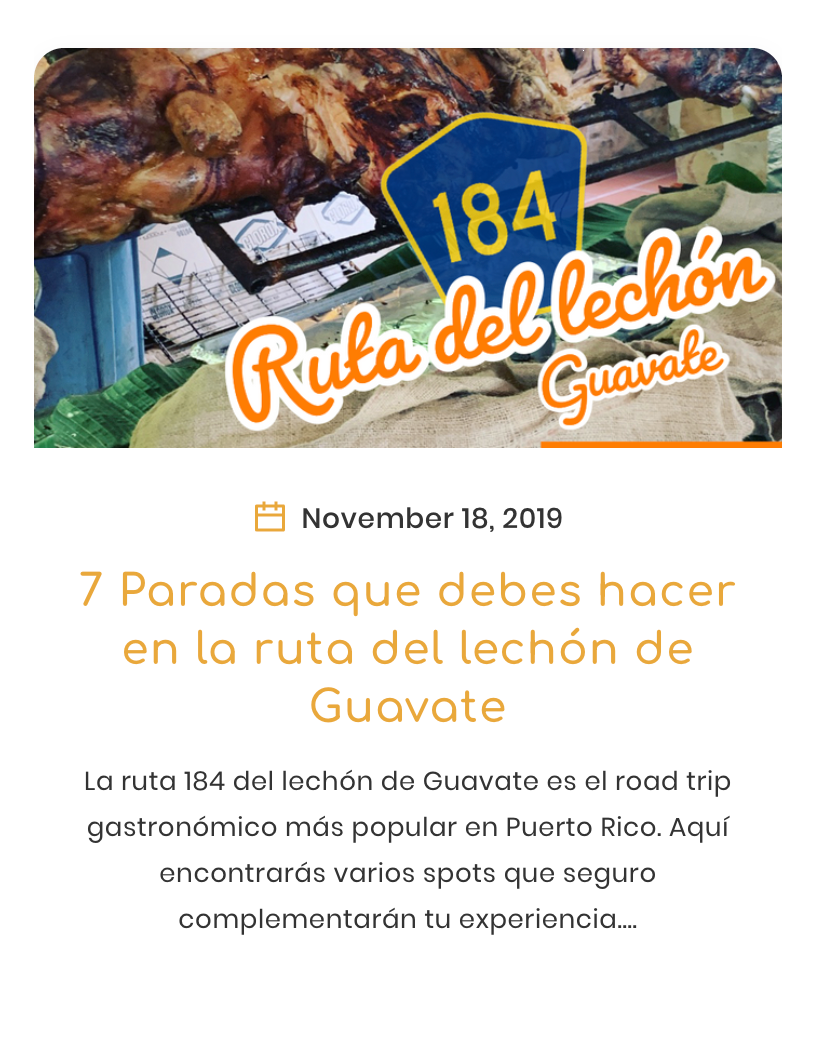 184
Ruta del lechón
Guavate
November 18, 2019
7 Paradas que debes hacer
en la ruta del lechón de
Guavate
La ruta 184 del lechón de Guavate es el road trip
gastronómico más popular en Puerto Rico. Aquí
encontrarás varios spots que seguro
complementarán tu experiencia....